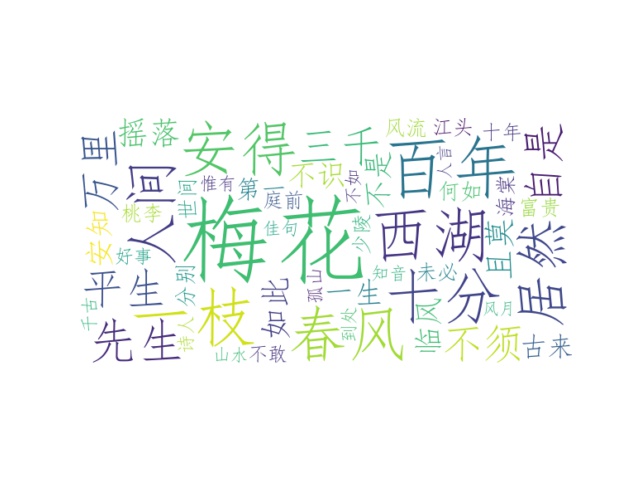 梅花
百年
西湖
春风
一枝
安得
三千
人间
万里
居然
自是
十分
先生
平生
不须
临风
如此
一生
古来
摇落
风流
江头
十年
不识
不是
不如
人言
何如
海棠
富贵
且莫
未必
知音
风月
少陵
孤山
到处
佳句
庭前
第一
惟有
世间
桃李
安知
好事
分别
千古
诗人
山水
不敢